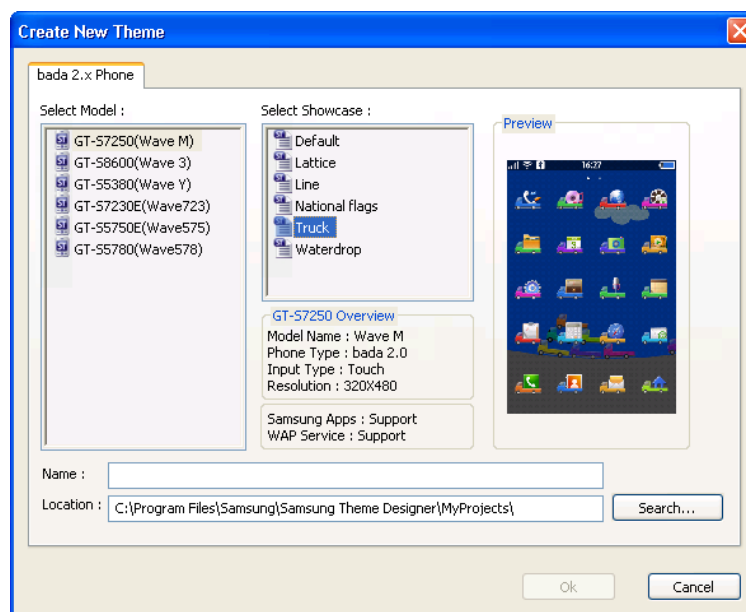 Create New Theme
bada 2.x Phone
Select Model :
GT-S7250(Wave M)
GT-S8600(Wave 3)
GT-S5380(Wave Y)
GT-S7230E(Wave723)
GT-S5750E(Wave575)
GT-S5780(Wave578)
Select Showcase :
Default
Lattice
Line
National flags
Truck
Waterdrop
GT-S7250 Overview
Model Name : Wave M
Phone Type : bada 2.0
Input Type : Touch
Resolution : 320X480
Samsung Apps : Support
WAP Service : Support
Preview
16:27
Name :
Location : C:\Program Files\Samsung\Samsung Theme Designer\MyProjects\
Search...
Ok
Cancel